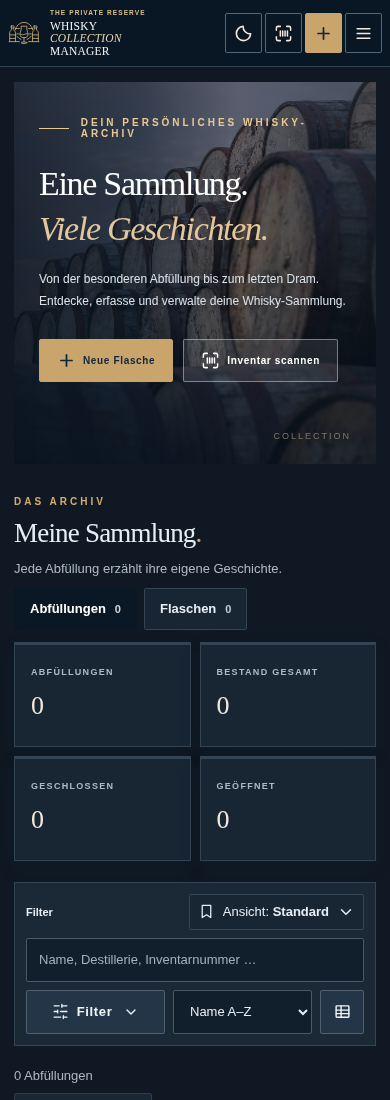 THE PRIVATE RESERVE
WHISKY
COLLECTION
MANAGER
DEIN PERSÖNLICHES WHISKY-
ARCHIV
Eine Sammlung.
Viele Geschichten.
Von der besonderen Abfüllung bis zum letzten Dram.
Entdecke, erfasse und verwalte deine Whisky-Sammlung.
Neue Flasche
Inventar scannen
COLLECTION
DAS ARCHIV
Meine Sammlung.
Jede Abfüllung erzählt ihre eigene Geschichte.
Abfüllungen 0
Flaschen 0
ABFÜLLUNGEN
0
BESTAND GESAMT
0
GESCHLOSSEN
0
GEÖFFNET
0
Filter
Ansicht: Standard
Name, Destillerie, Inventarnummer …
Filter
Name A–Z
0 Abfüllungen